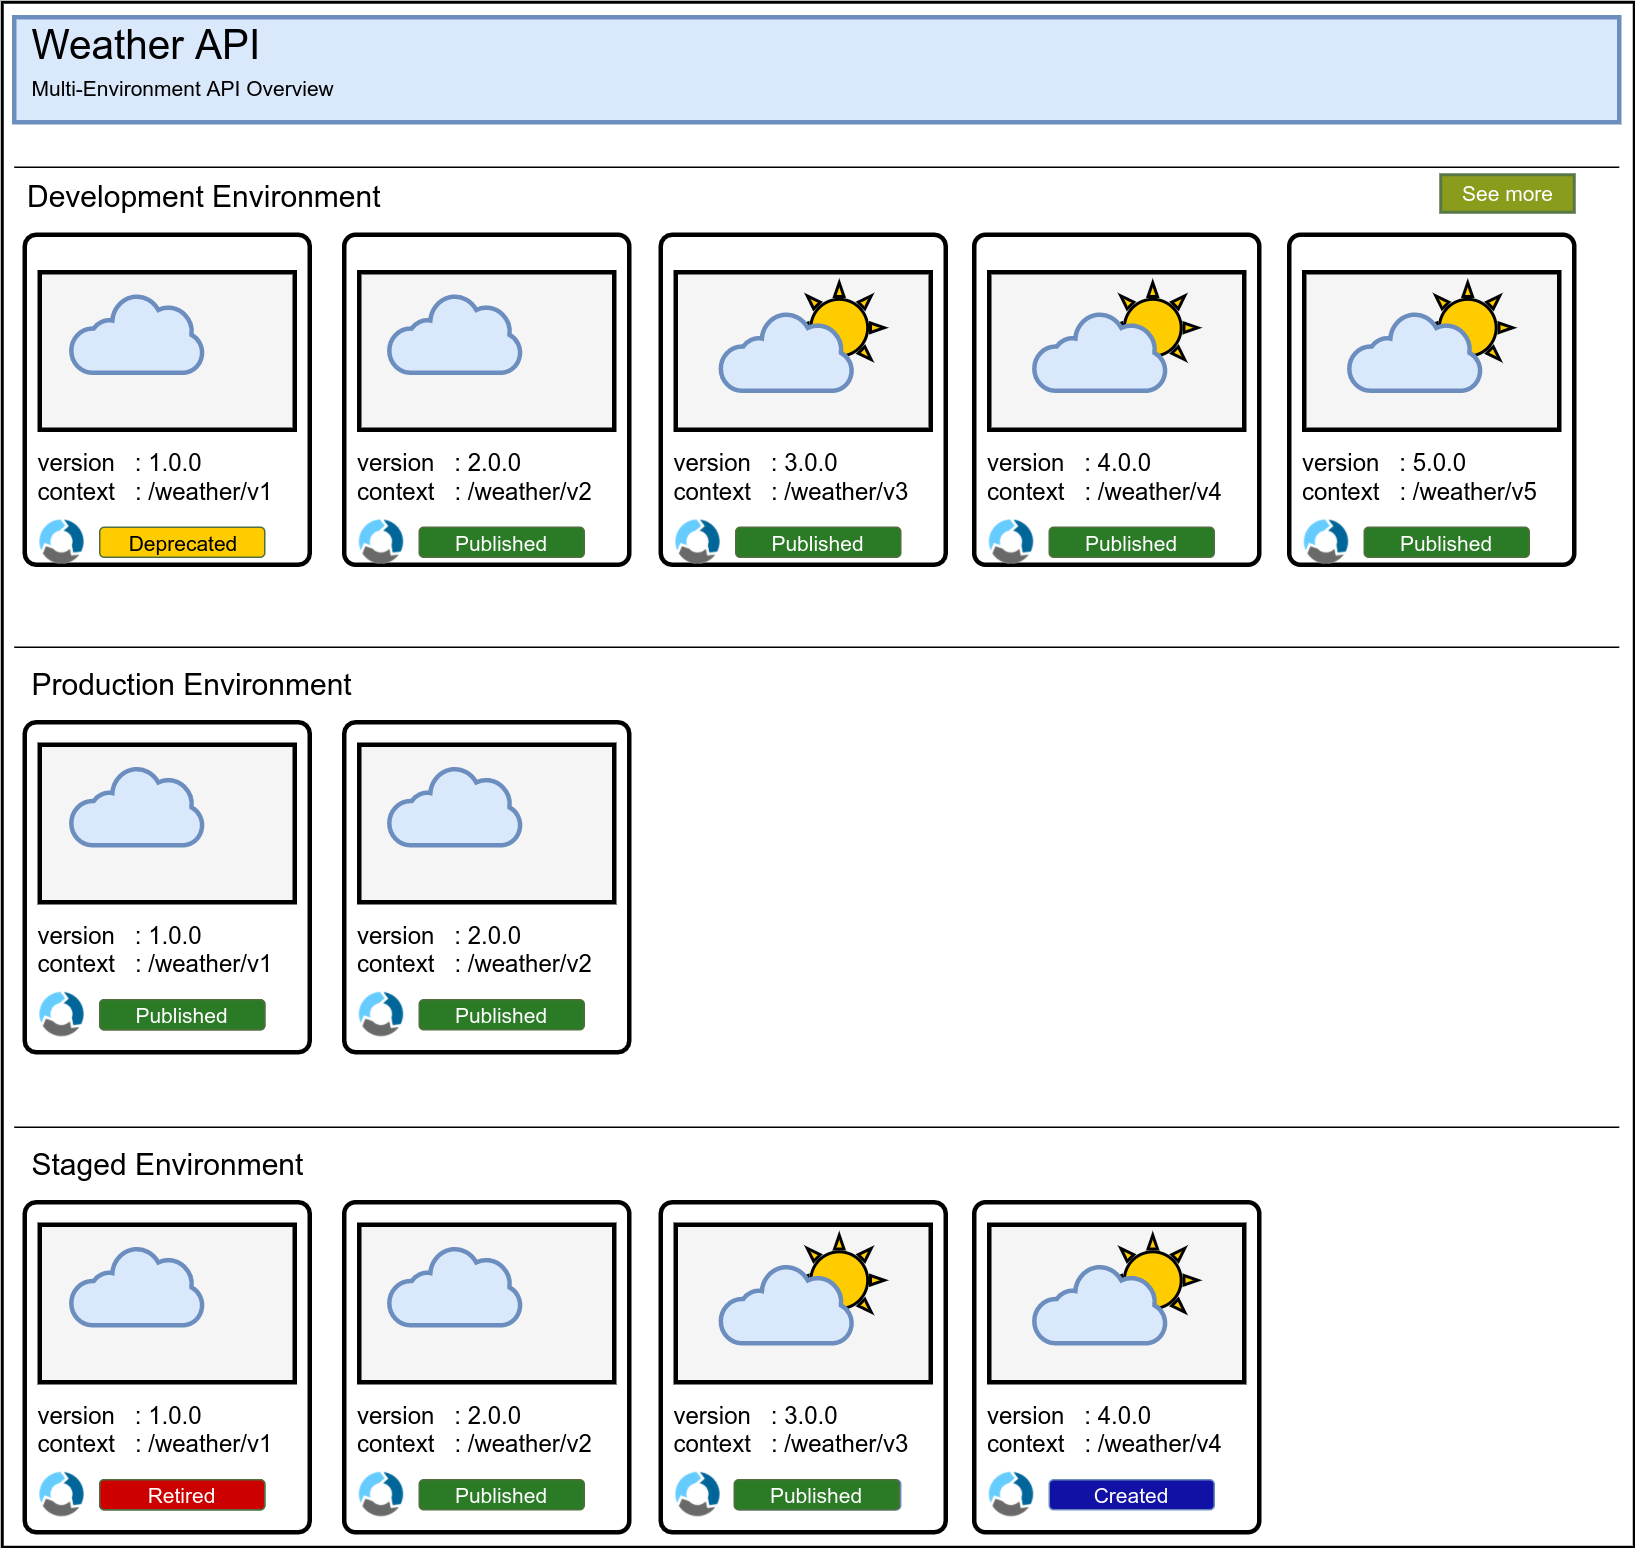 Weather API
Multi-Environment API Overview
Development Environment
See more
version : 1.0.0
context : /weather/v1
Deprecated
version : 2.0.0
context : /weather/v2
Published
version : 3.0.0
context : /weather/v3
Published
version : 4.0.0
context : /weather/v4
Published
version : 5.0.0
context : /weather/v5
Published
Production Environment
version : 1.0.0
context : /weather/v1
Published
version : 2.0.0
context : /weather/v2
Published
Staged Environment
version : 1.0.0
context : /weather/v1
Retired
version : 2.0.0
context : /weather/v2
Published
version : 3.0.0
context : /weather/v3
Published
version : 4.0.0
context : /weather/v4
Created